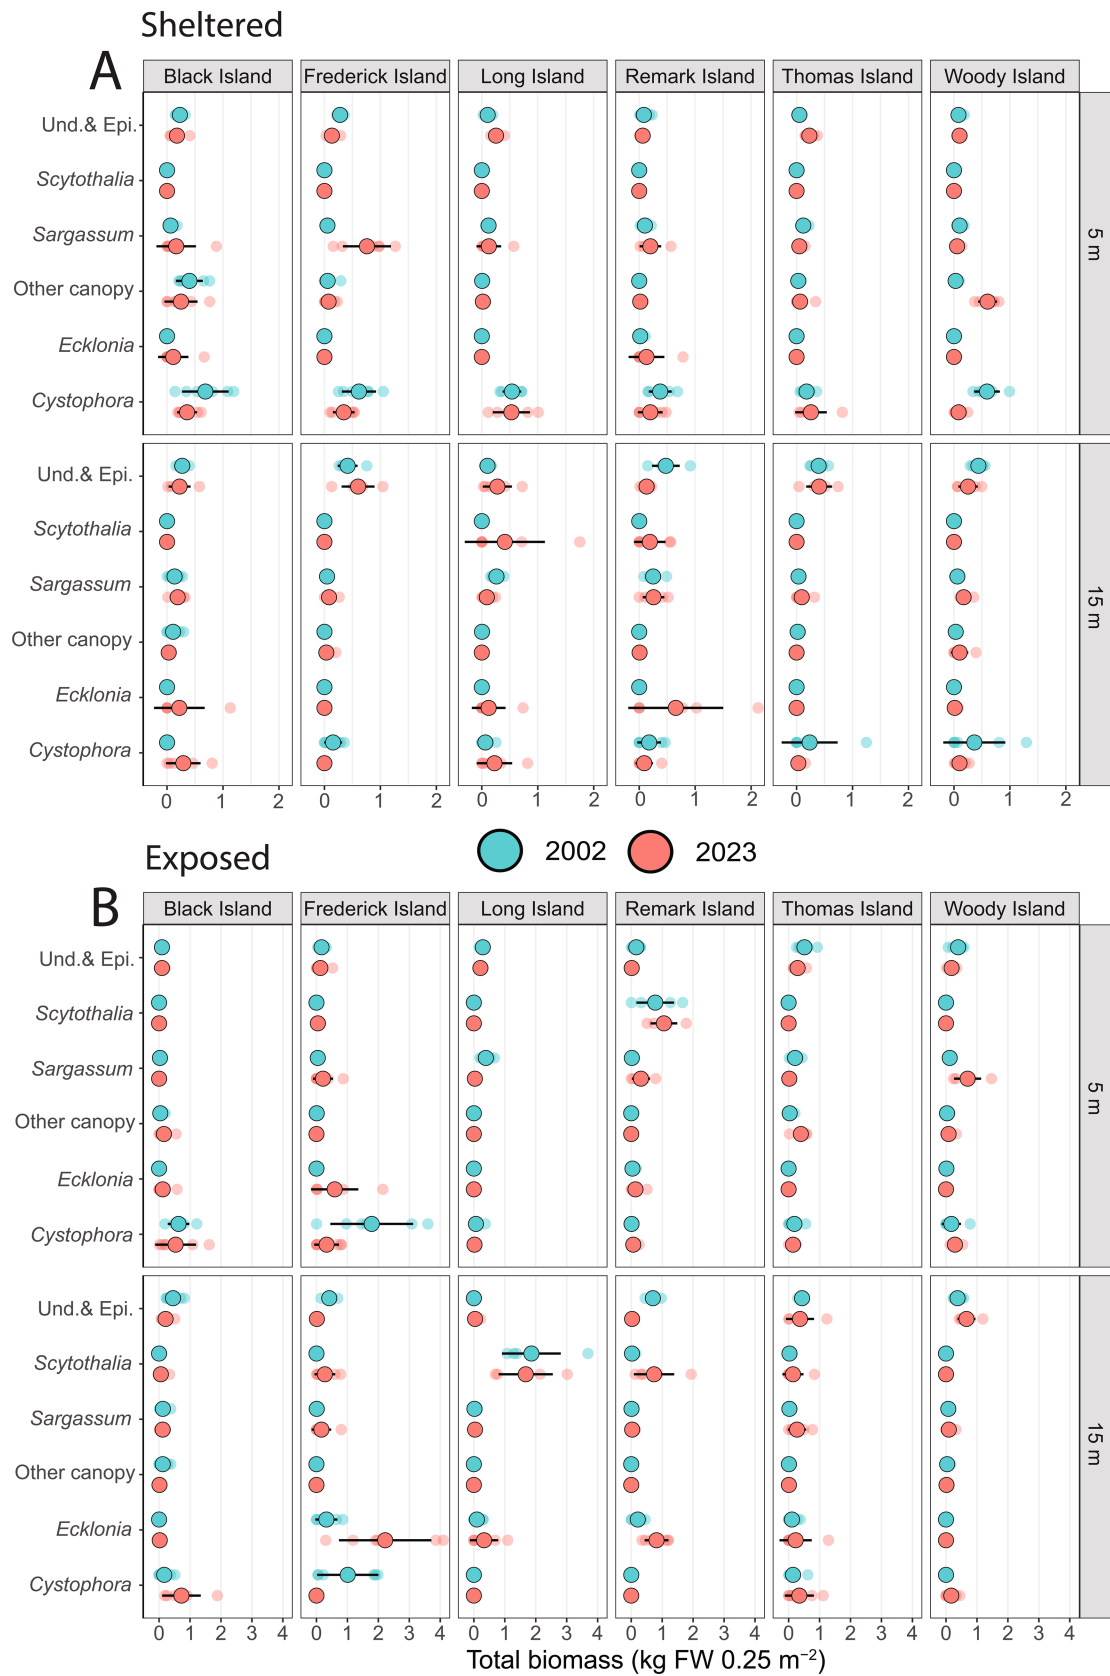 Sheltered
A
Black Island Frederick Island Long Island Remark Island Thomas Island Woody Island
Und.& Epi.
Scytothalia
Sargassum
Other canopy
Ecklonia
Cystophora
5 m
Und.& Epi.
Scytothalia
Sargassum
Other canopy
Ecklonia
Cystophora
15 m
0 1 2 0 1 2 0 1 2 0 1 2 0 1 2 0 1 2
2002 2023
Exposed
B
Black Island Frederick Island Long Island Remark Island Thomas Island Woody Island
Und.& Epi.
Scytothalia
Sargassum
Other canopy
Ecklonia
Cystophora
5 m
Und.& Epi.
Scytothalia
Sargassum
Other canopy
Ecklonia
Cystophora
15 m
0 1 2 3 4 0 1 2 3 4 0 1 2 3 4 0 1 2 3 4 0 1 2 3 4 0 1 2 3 4
Total biomass (kg FW 0.25 m⁻²)